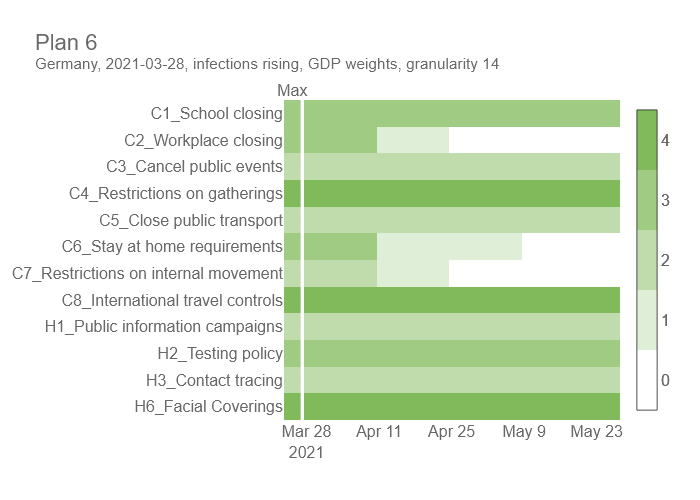 Plan 6
Germany, 2021-03-28, infections rising, GDP weights, granularity 14
Max
C1_School closing
C2_Workplace closing
C3_Cancel public events
C4_Restrictions on gatherings
C5_Close public transport
C6_Stay at home requirements
C7_Restrictions on internal movement
C8_International travel controls
H1_Public information campaigns
H2_Testing policy
H3_Contact tracing
H6_Facial Coverings
4
3
2
1
0
Mar 28 Apr 11 Apr 25 May 9 May 23
2021